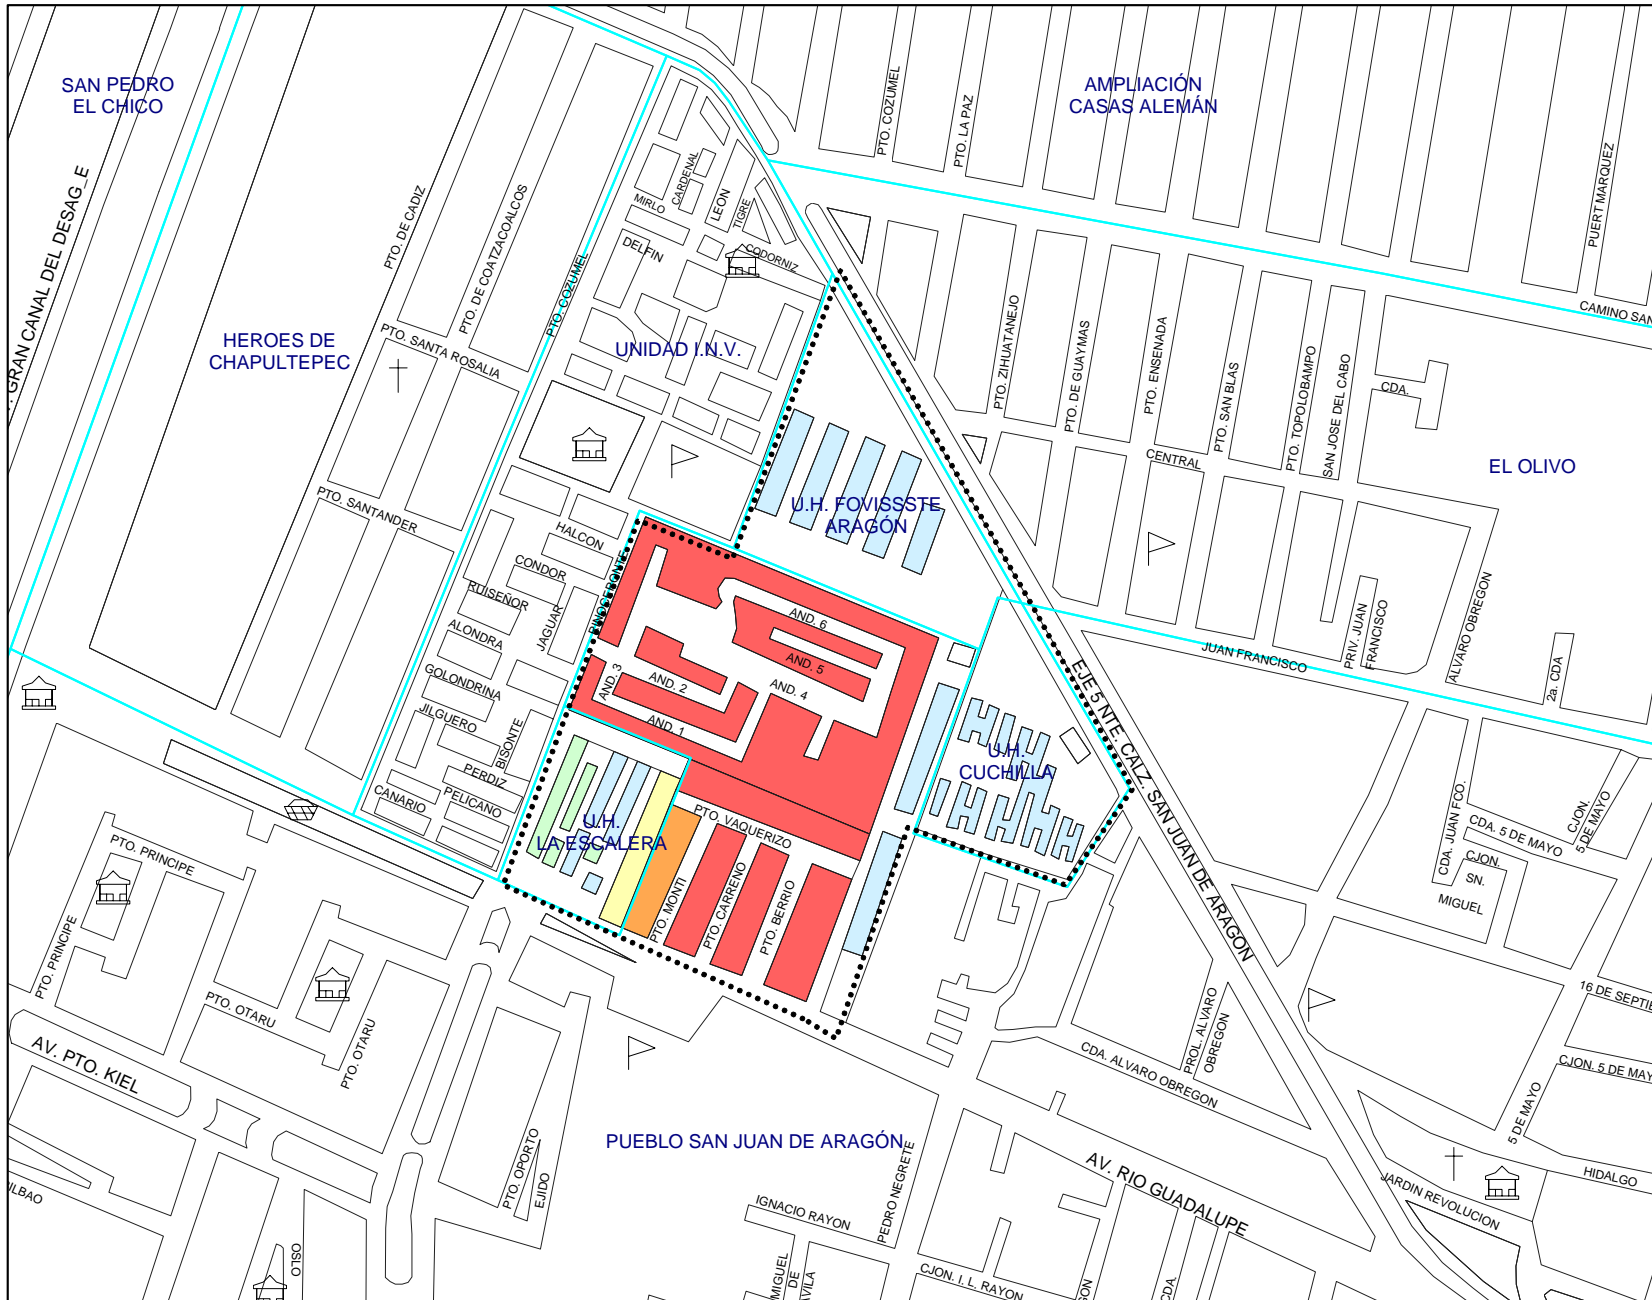 SAN PEDRO
EL CHICO
AMPLIACIÓN
CASAS ALEMÁN
PTO. COZUMEL
PTO. LA PAZ
PUERT MARQUEZ
GRAN CANAL DEL DESAG_E
PTO. DE CADIZ
PTO. DE COATZACOALCOS
PTO. COZUMEL
CARDENAL
MIRLO
LEON
TIGRE
DELFIN
CODORNIZ
HEROES DE
CHAPULTEPEC
PTO. SANTA ROSALIA
UNIDAD I.N.V.
PTO. ZIHUATANEJO
PTO. DE GUAYMAS
PTO. ENSENADA
PTO. SAN BLAS
PTO. TOPOLOBAMPO
SAN JOSE DEL CABO
CAMINO SAN
CDA.
CENTRAL
EL OLIVO
PTO. SANTANDER
U.H. FOVISSSTE
ARAGÓN
HALCON
CONDOR
RUISEÑOR
JAGUAR
RINOCERONTE
ALONDRA
GOLONDRINA
JILGUERO
BISONTE
PERDIZ
PELICANO
CANARIO
AND. 6
AND. 5
AND. 4
AND. 3
AND. 2
AND. 1
JUAN FRANCISCO
PRIV. JUAN
FRANCISCO
ALVARO OBREGON
2a. CDA
EJE 5 NTE. CALZ. SAN JUAN DE ARAGON
U.H.
CUCHILLA
U.H.
LA ESCALERA
PTO. VAQUERIZO
PTO. MONTI
PTO. CARREÑO
PTO. BERRIO
CDA. JUAN FCO.
CDA. 5 DE MAYO
CJON.
5 DE MAYO
CJON.
SN.
MIGUEL
PTO. PRINCIPE
PTO. PRINCIPE
PTO. OTARU
PTO. OTARU
AV. PTO. KIEL
16 DE SEPTIE
PROL. ALVARO
OBREGON
CDA. ALVARO OBREGON
CJON. 5 DE MAY
5 DE MAYO
PUEBLO SAN JUAN DE ARAGÓN
PTO. OPORTO
EJIDO
PEDRO NEGRETE
AV. RIO GUADALUPE
HIDALGO
JARDIN REVOLUCION
ILBAO
OSLO
IGNACIO RAYON
MIGUEL
DE
AVILA
CJON. I. L. RAYON
GON
CDA.